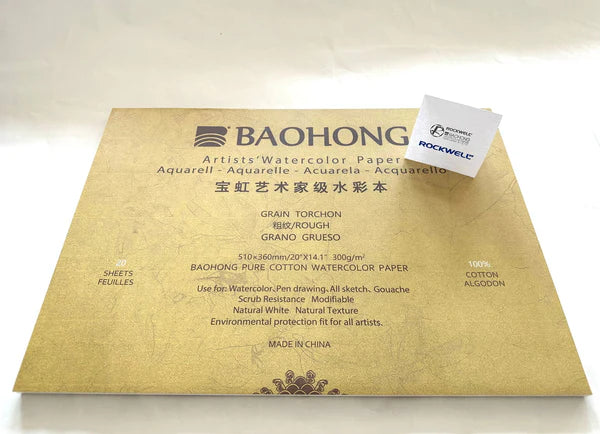 BAOHONG
Artists' Watercolor Paper
Aquarell - Aquarelle - Acuarela - Acquarello
宝虹艺术家级水彩本
GRAIN TORCHON
粗纹/ROUGH
GRANO GRUESO
510×360mm/20"X14.1" 300g/m²
BAOHONG PURE COTTON WATERCOLOR PAPER
20
SHEETS
FEUILLES
100%
COTTON
ALGODON
Use for: Watercolor、Pen drawing、All sketch、Gouache
Scrub Resistance Modifiable
Natural White Natural Texture
Environmental protection fit for all artists.
MADE IN CHINA
ROCKWELL
BAOHONG
ROCKWELL